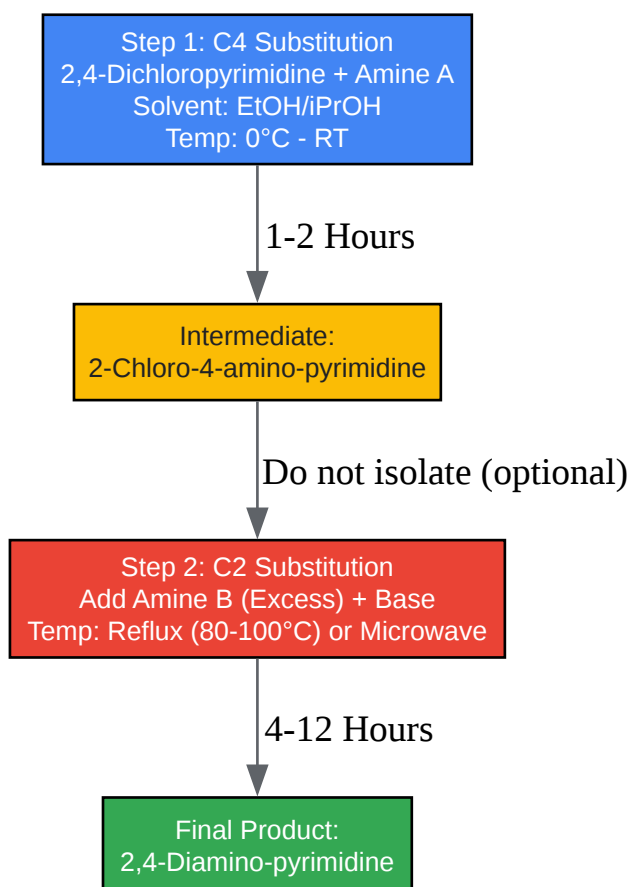 Step 1: C4 Substitution
2,4-Dichloropyrimidine + Amine A
Solvent: EtOH/iPrOH
Temp: 0°C - RT
1-2 Hours
Intermediate:
2-Chloro-4-amino-pyrimidine
Do not isolate (optional)
Step 2: C2 Substitution
Add Amine B (Excess) + Base
Temp: Reflux (80-100°C) or Microwave
4-12 Hours
Final Product:
2,4-Diamino-pyrimidine